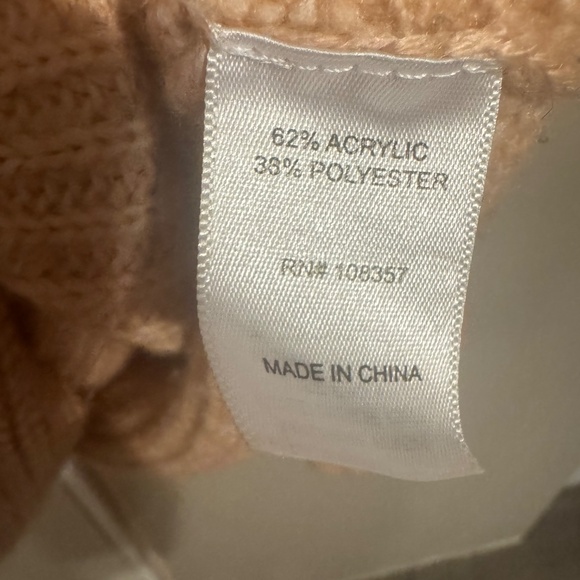 62% ACRYLIC
38% POLYESTER
RN# 108357
MADE IN CHINA